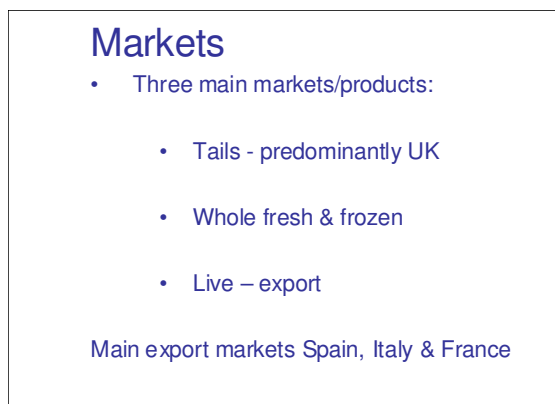 Markets
• Three main markets/products:
• Tails - predominantly UK
• Whole fresh & frozen
• Live – export
Main export markets Spain, Italy & France